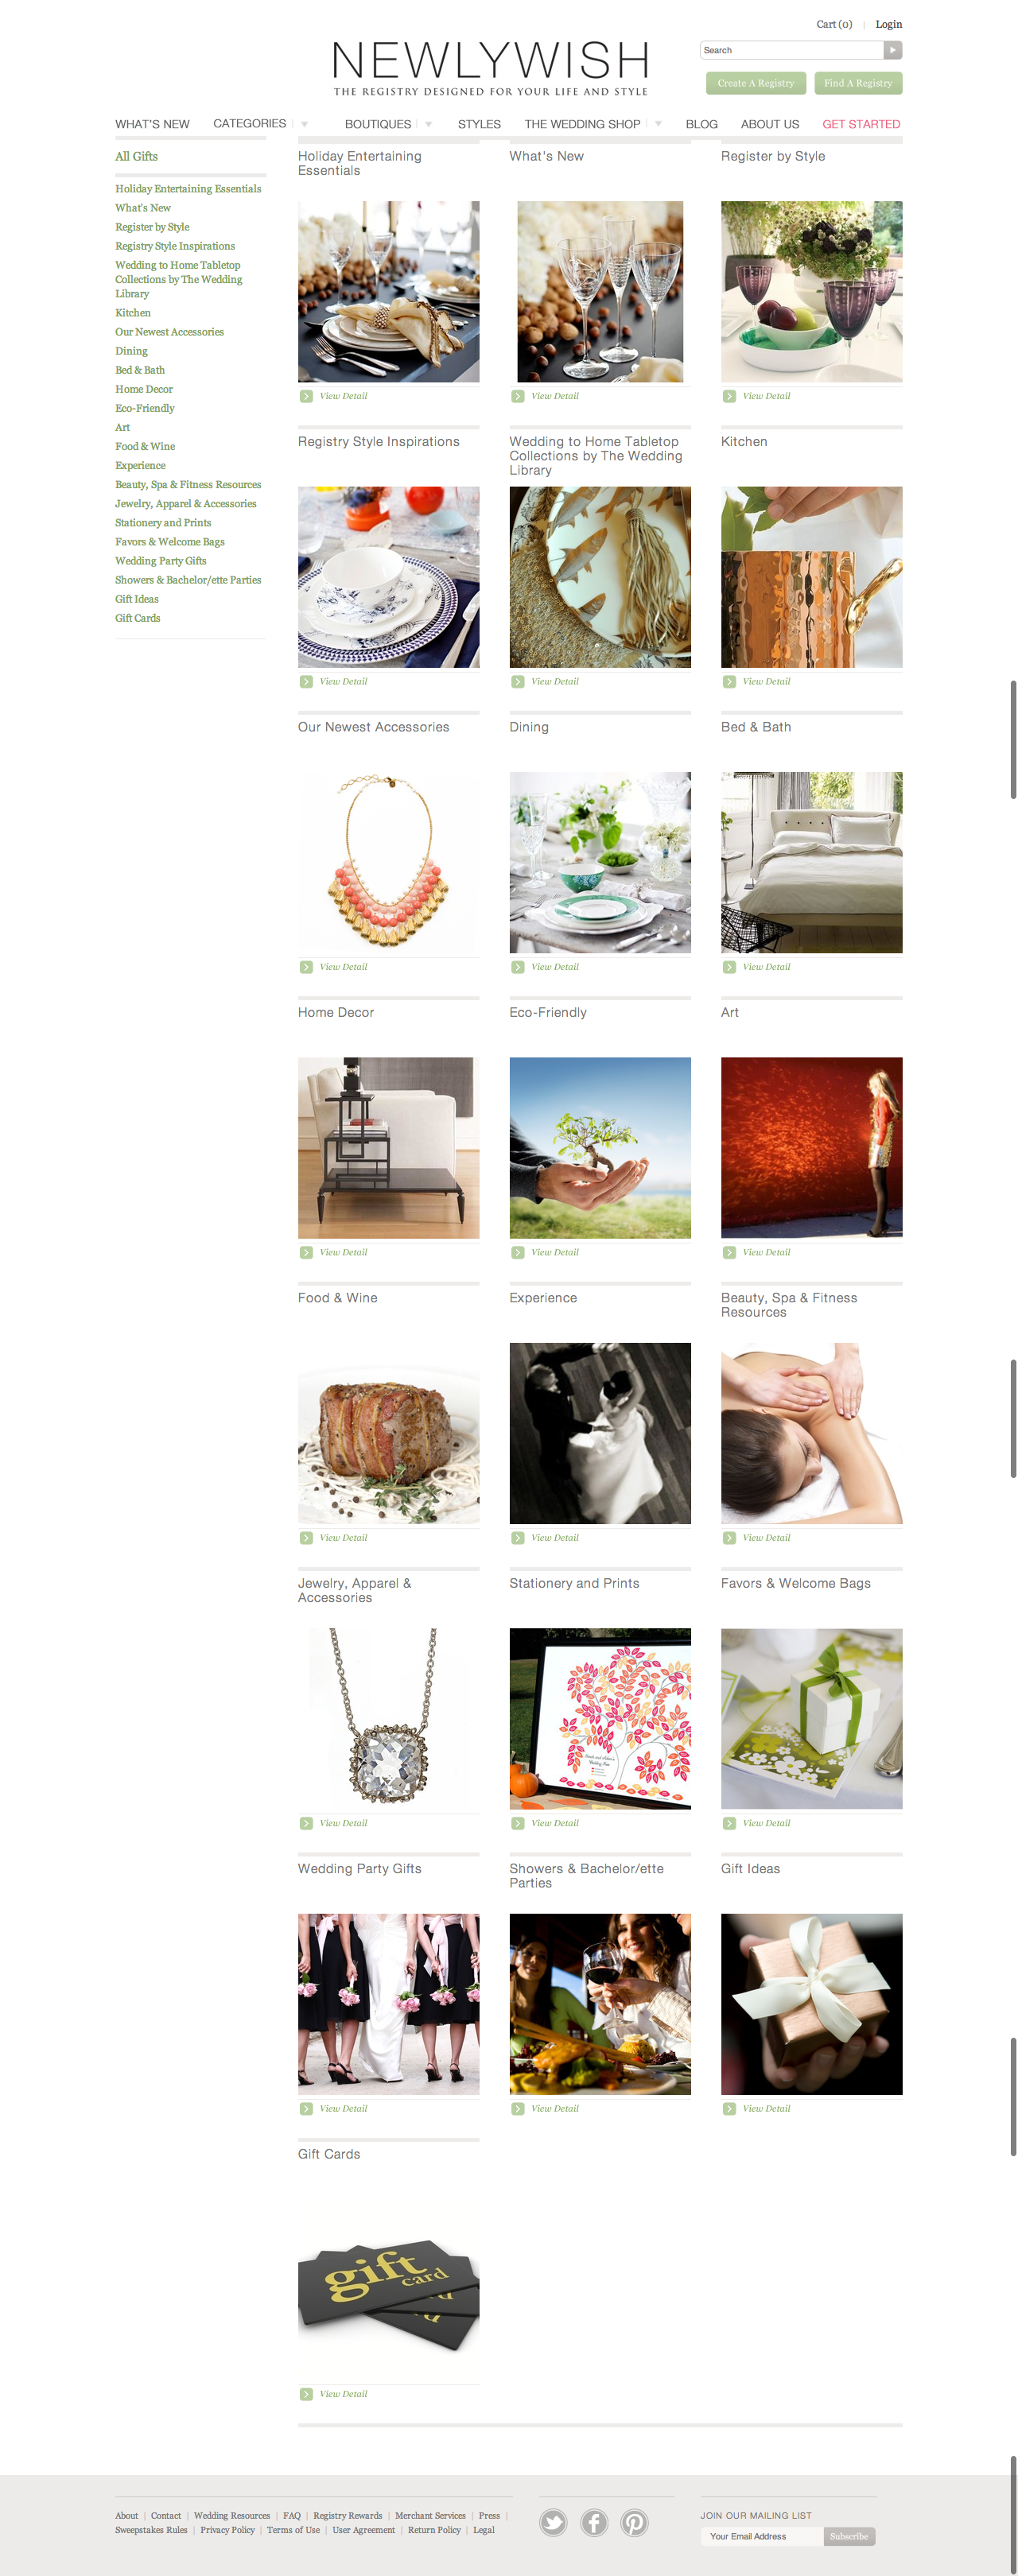 Cart (0) | Login
NEWLYWISH
THE REGISTRY DESIGNED FOR YOUR LIFE AND STYLE
Search
Create A Registry
Find A Registry
WHAT'S NEW
CATEGORIES
BOUTIQUES
STYLES
THE WEDDING SHOP
BLOG
ABOUT US
GET STARTED
All Gifts
Holiday Entertaining Essentials
What's New
Register by Style
Registry Style Inspirations
Wedding to Home Tabletop
Collections by The Wedding
Library
Kitchen
Our Newest Accessories
Dining
Bed & Bath
Home Decor
Eco-Friendly
Art
Food & Wine
Experience
Beauty, Spa & Fitness Resources
Jewelry, Apparel & Accessories
Stationery and Prints
Favors & Welcome Bags
Wedding Party Gifts
Showers & Bachelor/ette Parties
Gift Ideas
Gift Cards
Holiday Entertaining
Essentials
View Detail
What's New
View Detail
Register by Style
View Detail
Registry Style Inspirations
View Detail
Wedding to Home Tabletop
Collections by The Wedding
Library
View Detail
Kitchen
View Detail
Our Newest Accessories
View Detail
Dining
View Detail
Bed & Bath
View Detail
Home Decor
View Detail
Eco-Friendly
View Detail
Art
View Detail
Food & Wine
View Detail
Experience
View Detail
Beauty, Spa & Fitness
Resources
View Detail
Jewelry, Apparel &
Accessories
View Detail
Stationery and Prints
View Detail
Favors & Welcome Bags
View Detail
Wedding Party Gifts
View Detail
Showers & Bachelor/ette
Parties
View Detail
Gift Ideas
View Detail
Gift Cards
gift
card
View Detail
About | Contact | Wedding Resources | FAQ | Registry Rewards | Merchant Services | Press |
Sweepstakes Rules | Privacy Policy | Terms of Use | User Agreement | Return Policy | Legal
JOIN OUR MAILING LIST
Your Email Address
Subscribe